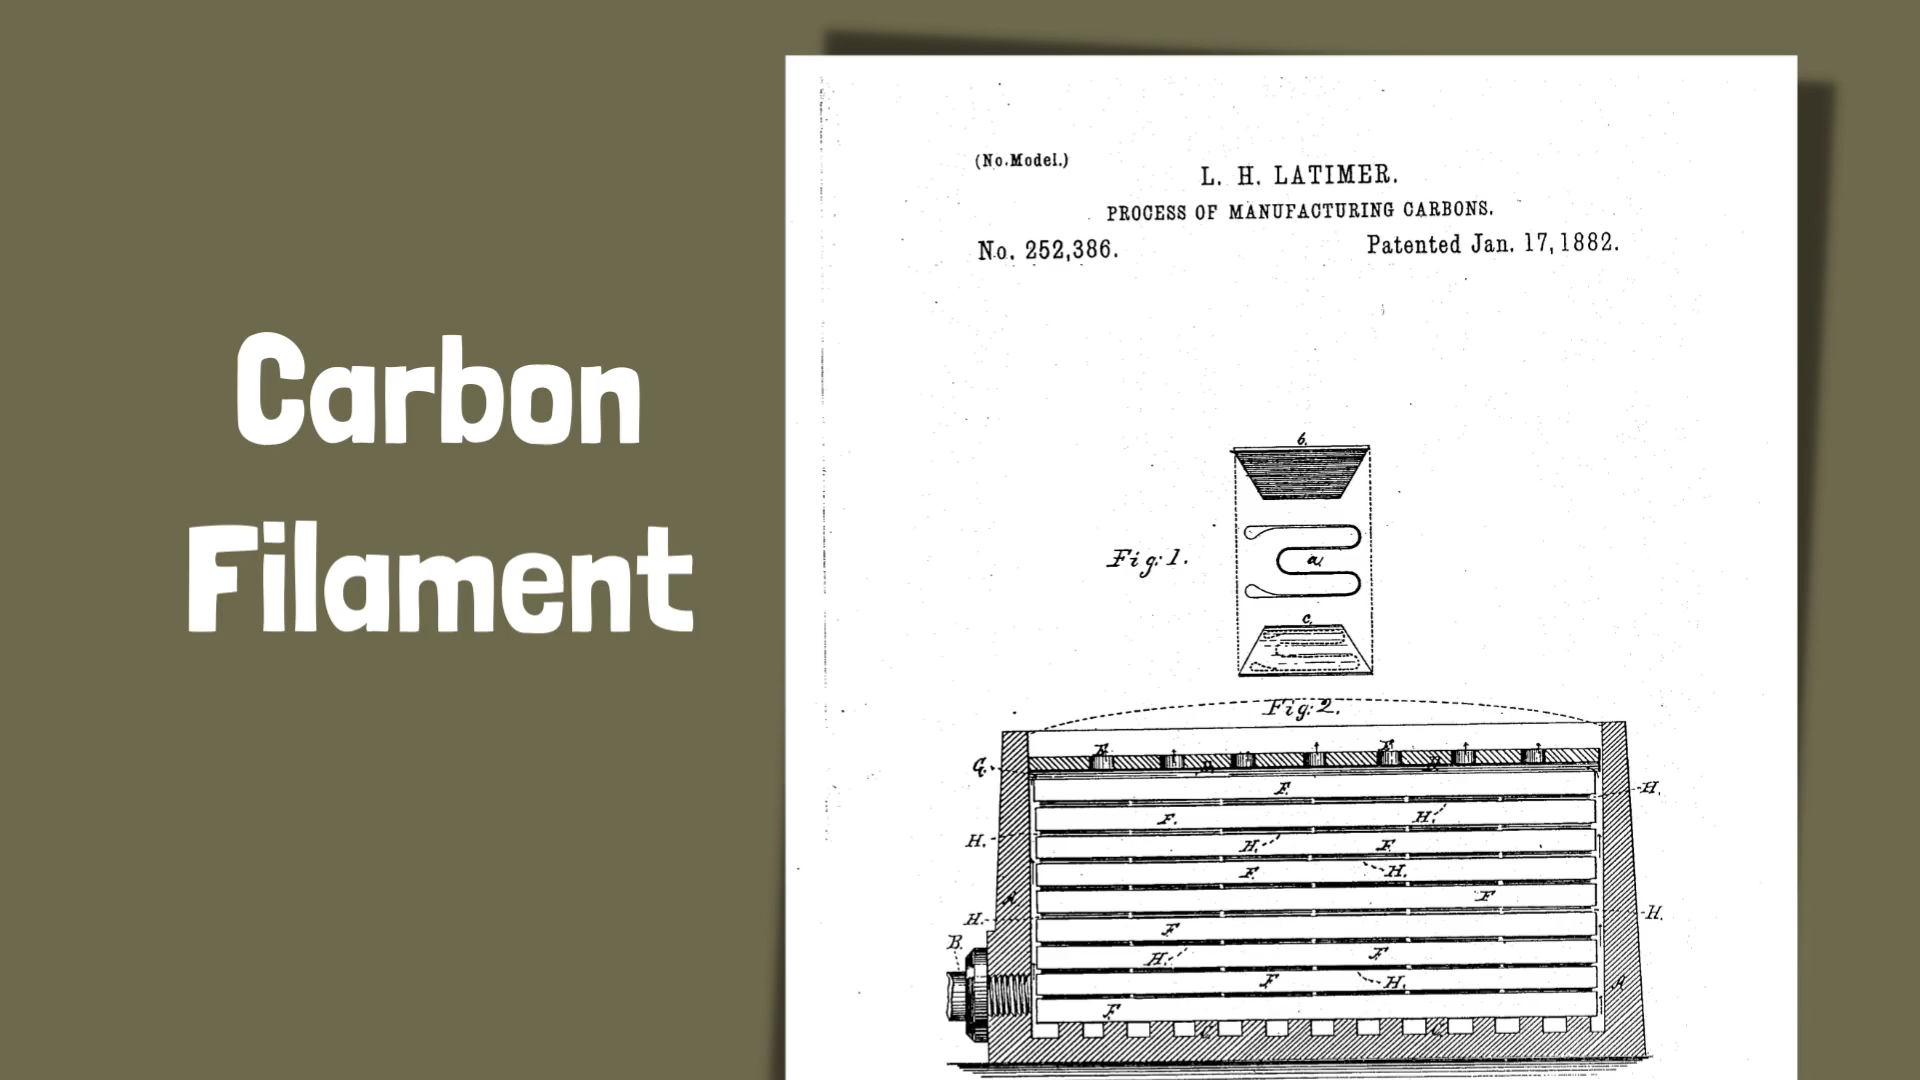 Carbon
Filament
(No.Model.)
L. H. LATIMER.
PROCESS OF MANUFACTURING CARBONS.
No. 252,386.
Patented Jan. 17, 1882.
b.
Fig: 1.
a.
c.
Fig: 2.
E E
G.
F. H.
F. H.
H. H. F.
F. H.
A F
H. H.
F
B. H. F
F H. A
F
C C